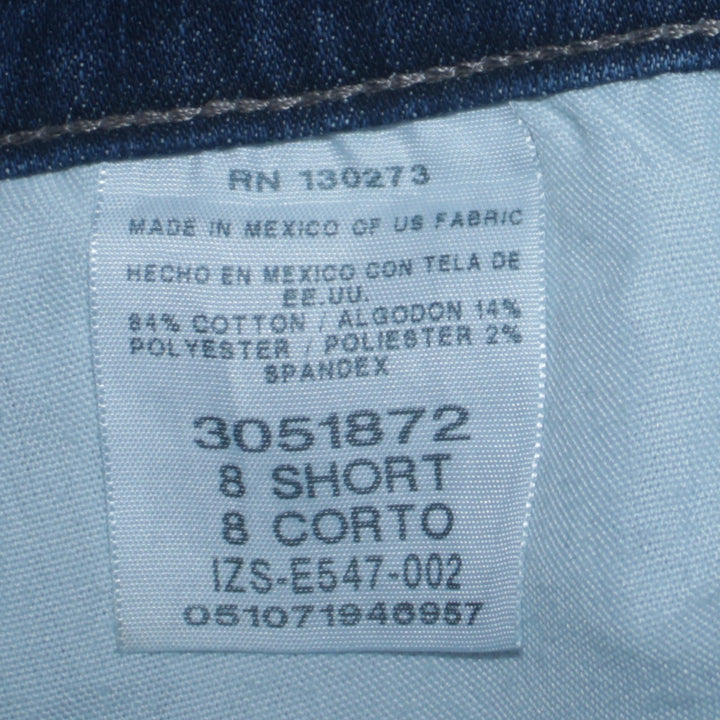 RN 130273
MADE IN MEXICO OF US FABRIC
HECHO EN MEXICO CON TELA DE
EE.UU.
84% COTTON / ALGODON 14%
POLYESTER / POLIESTER 2%
SPANDEX
3051872
8 SHORT
8 CORTO
IZS-E547-002
051071946957